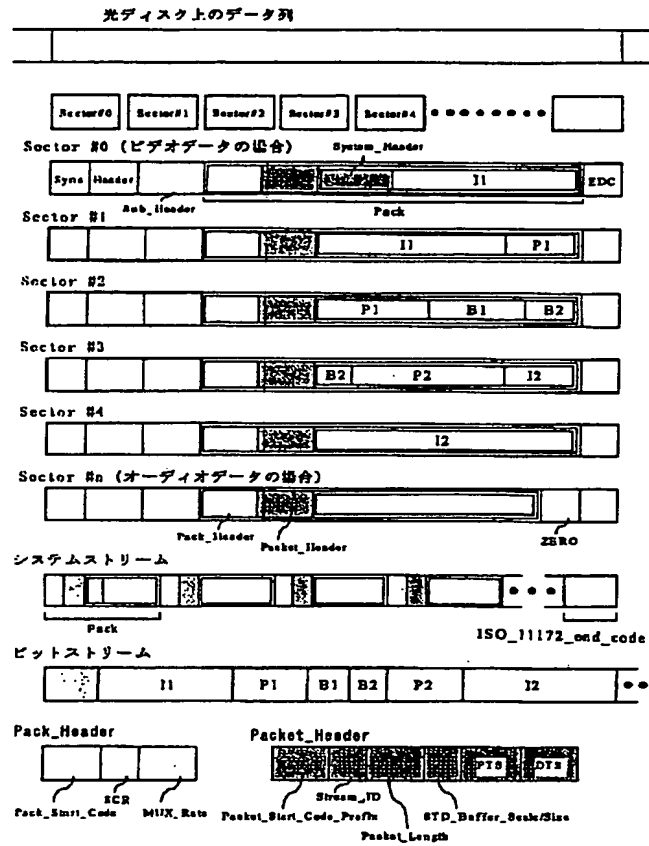 光ディスク上のデータ列
Sector#0 Sector#1 Sector#2 Sector#3 Sector#4
Sector #0 (ビデオデータの場合)
System_Header
Sync Header I1 EDC
Sub_Header Pack
Sector #1
I1 P1
Sector #2
P1 B1 B2
Sector #3
B2 P2 I2
Sector #4
I2
Sector #n (オーディオデータの場合)
Pack_Header Packet_Header ZERO
システムストリーム
Pack ISO_11172_end_code
ビットストリーム
I1 P1 B1 B2 P2 I2
Pack_Header Packet_Header
PTS DTS
Pack_Start_Code SCR MUX_Rate
Packet_Start_Code_Prefix Stream_ID Packet_Length STD_Buffer_Scale/Size